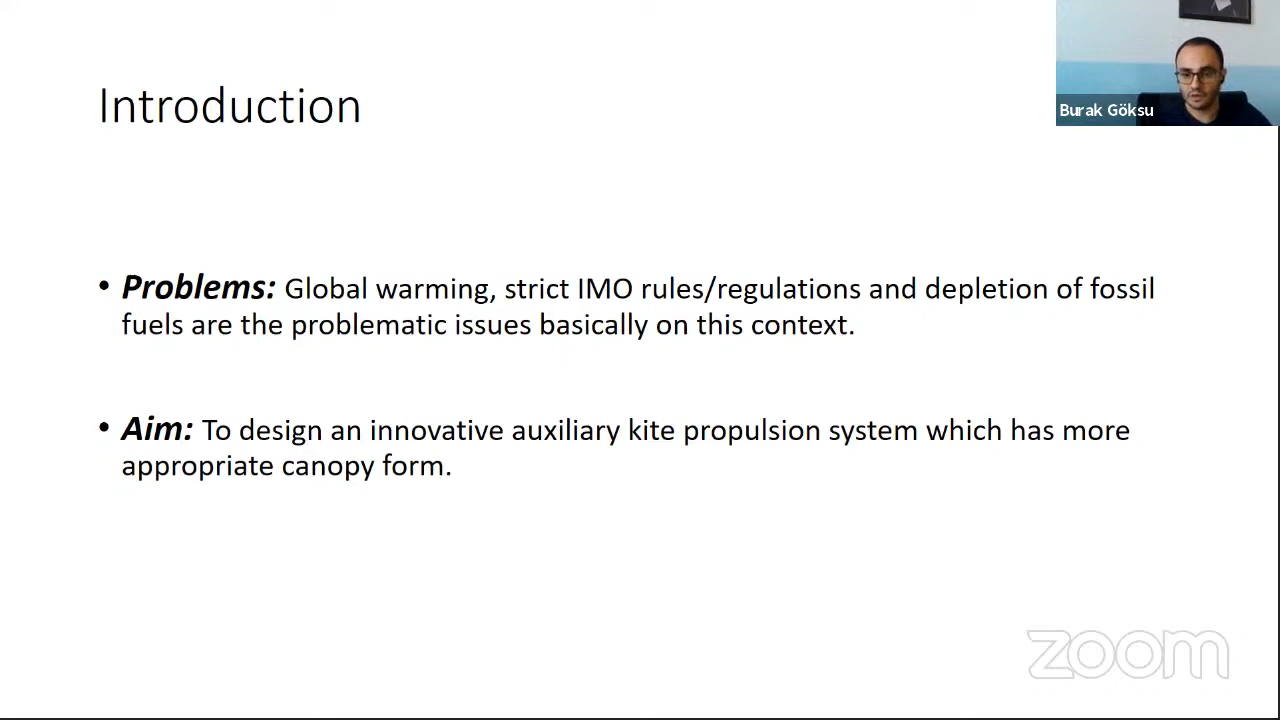 Introduction
Burak Göksu
• Problems: Global warming, strict IMO rules/regulations and depletion of fossil
fuels are the problematic issues basically on this context.
• Aim: To design an innovative auxiliary kite propulsion system which has more
appropriate canopy form.
zoom